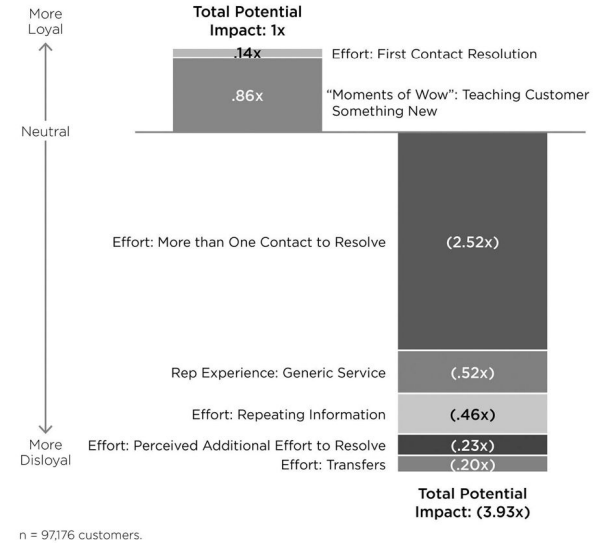 More
Loyal
Total Potential
Impact: 1x
.14x
Effort: First Contact Resolution
.86x
“Moments of Wow”: Teaching Customer
Something New
Neutral
Effort: More than One Contact to Resolve
(2.52x)
Rep Experience: Generic Service
(.52x)
Effort: Repeating Information
(.46x)
More
Disloyal
Effort: Perceived Additional Effort to Resolve
(.23x)
Effort: Transfers
(.20x)
Total Potential
Impact: (3.93x)
n = 97,176 customers.